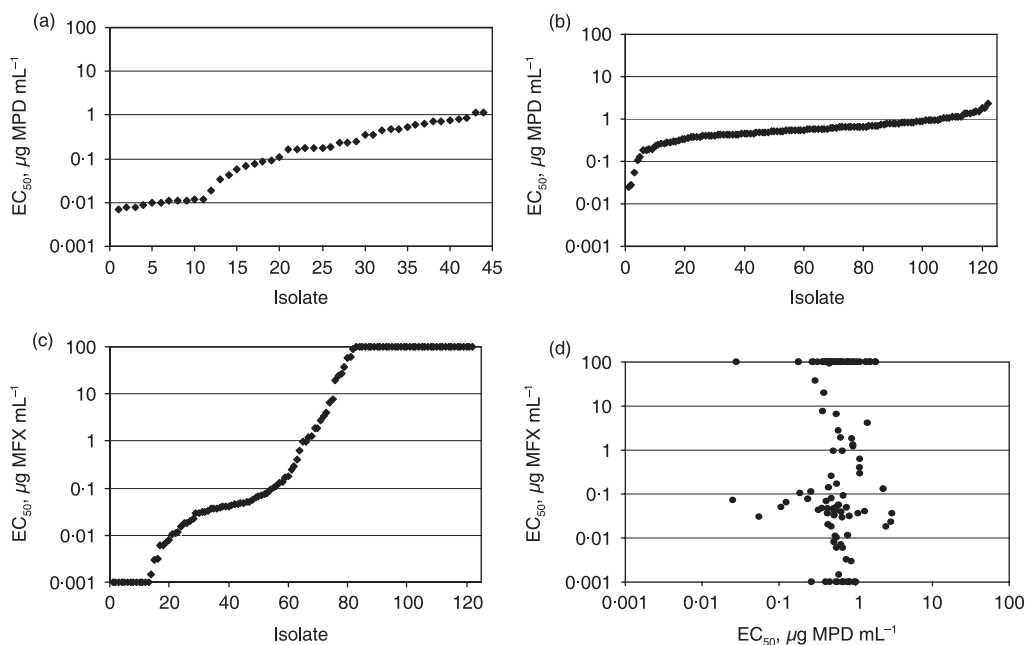 (a)
EC50, µg MPD mL–1
100
10
1
0·1
0·01
0·001
0 5 10 15 20 25 30 35 40 45
Isolate
(b)
EC50, µg MPD mL–1
100
10
1
0·1
0·01
0·001
0 20 40 60 80 100 120
Isolate
(c)
EC50, µg MFX mL–1
100
10
1
0·1
0·01
0·001
0 20 40 60 80 100 120
Isolate
(d)
EC50, µg MFX mL–1
100
10
1
0·1
0·01
0·001
0·001 0·01 0·1 1 10 100
EC50, µg MPD mL–1